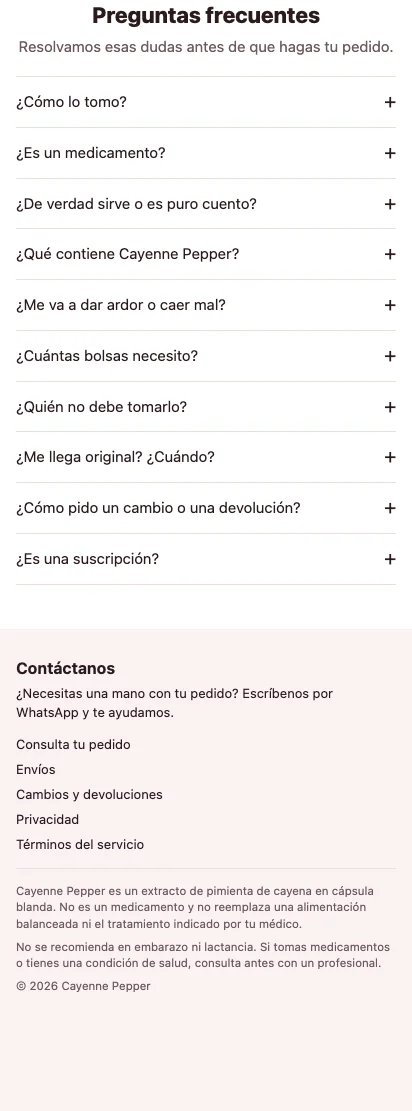 Preguntas frecuentes
Resolvamos esas dudas antes de que hagas tu pedido.
¿Cómo lo tomo? +
¿Es un medicamento? +
¿De verdad sirve o es puro cuento? +
¿Qué contiene Cayenne Pepper? +
¿Me va a dar ardor o caer mal? +
¿Cuántas bolsas necesito? +
¿Quién no debe tomarlo? +
¿Me llega original? ¿Cuándo? +
¿Cómo pido un cambio o una devolución? +
¿Es una suscripción? +
Contáctanos
¿Necesitas una mano con tu pedido? Escríbenos por
WhatsApp y te ayudamos.
Consulta tu pedido
Envíos
Cambios y devoluciones
Privacidad
Términos del servicio
Cayenne Pepper es un extracto de pimienta de cayena en cápsula
blanda. No es un medicamento y no reemplaza una alimentación
balanceada ni el tratamiento indicado por tu médico.
No se recomienda en embarazo ni lactancia. Si tomas medicamentos
o tienes una condición de salud, consulta antes con un profesional.
© 2026 Cayenne Pepper